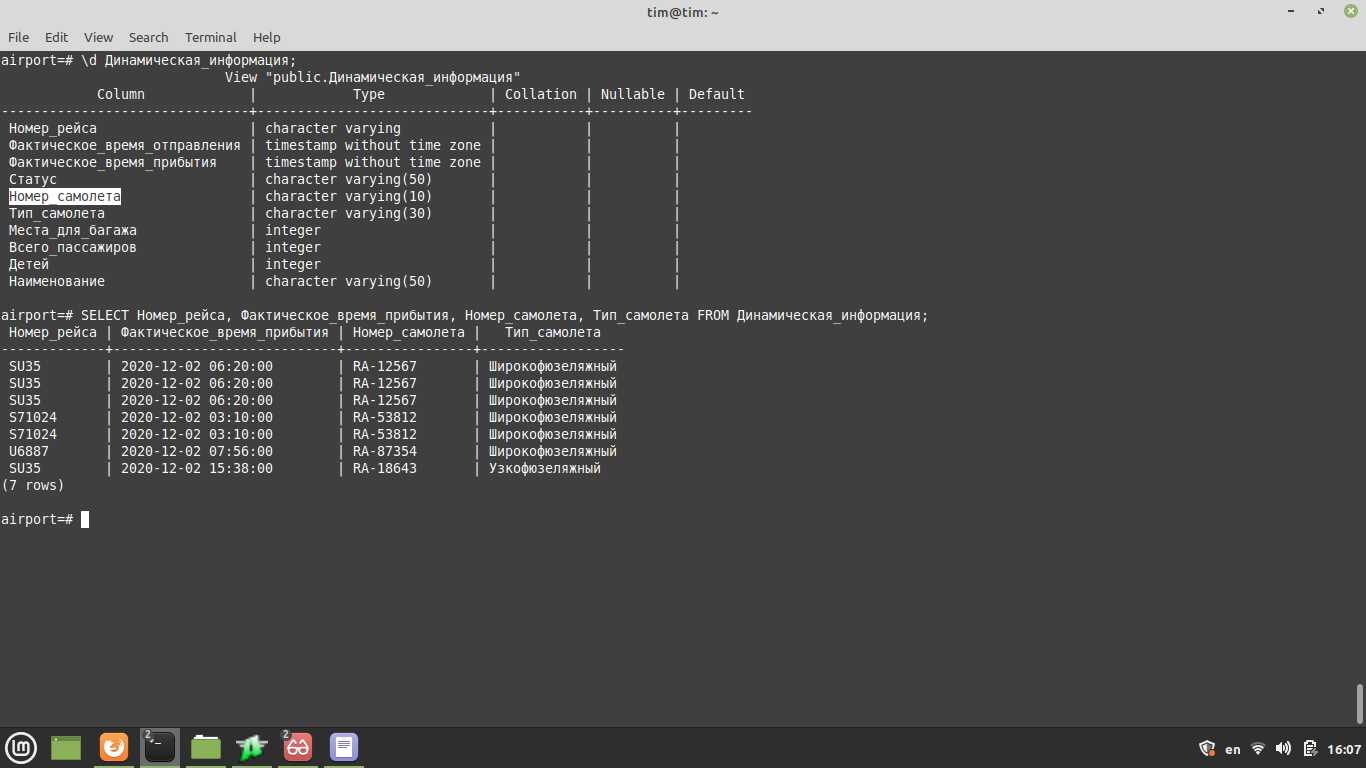 tim@tim: ~
File Edit View Search Terminal Help
airport=# \d Динамическая_информация;
View "public.Динамическая_информация"
Column | Type | Collation | Nullable | Default
-------------------------------+-----------------------------+-----------+----------+---------
Номер_рейса | character varying | | |
Фактическое_время_отправления | timestamp without time zone | | |
Фактическое_время_прибытия | timestamp without time zone | | |
Статус | character varying(50) | | |
Номер_самолета | character varying(10) | | |
Тип_самолета | character varying(30) | | |
Места_для_багажа | integer | | |
Всего_пассажиров | integer | | |
Детей | integer | | |
Наименование | character varying(50) | | |
airport=# SELECT Номер_рейса, Фактическое_время_прибытия, Номер_самолета, Тип_самолета FROM Динамическая_информация;
Номер_рейса | Фактическое_время_прибытия | Номер_самолета | Тип_самолета
-------------+----------------------------+----------------+------------------
SU35 | 2020-12-02 06:20:00 | RA-12567 | Широкофюзеляжный
SU35 | 2020-12-02 06:20:00 | RA-12567 | Широкофюзеляжный
SU35 | 2020-12-02 06:20:00 | RA-12567 | Широкофюзеляжный
S71024 | 2020-12-02 03:10:00 | RA-53812 | Широкофюзеляжный
S71024 | 2020-12-02 03:10:00 | RA-53812 | Широкофюзеляжный
U6887 | 2020-12-02 07:56:00 | RA-87354 | Широкофюзеляжный
SU35 | 2020-12-02 15:38:00 | RA-18643 | Узкофюзеляжный
(7 rows)
airport=#
2 2 en 16:07